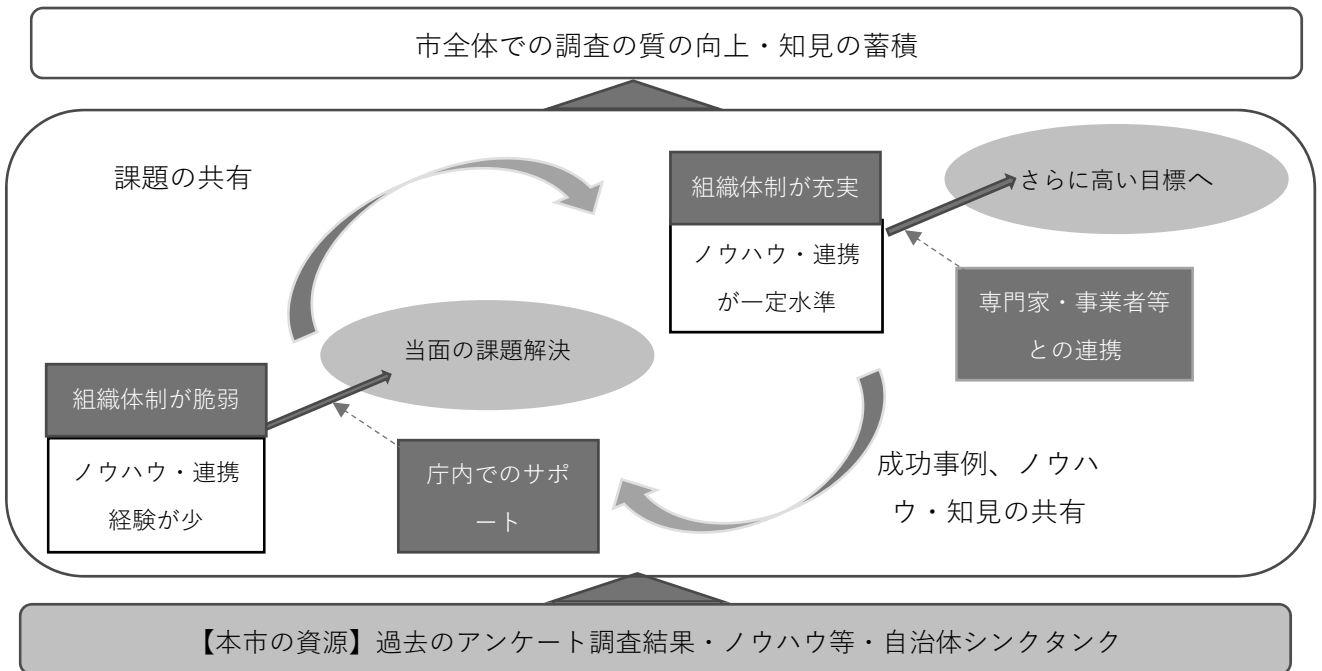 市全体での調査の質の向上・知見の蓄積
課題の共有
組織体制が充実
ノウハウ・連携
が一定水準
さらに高い目標へ
専門家・事業者等
との連携
当面の課題解決
組織体制が脆弱
ノウハウ・連携
経験が少
庁内でのサポ
ート
成功事例、ノウハ
ウ・知見の共有
【本市の資源】過去のアンケート調査結果・ノウハウ等・自治体シンクタンク